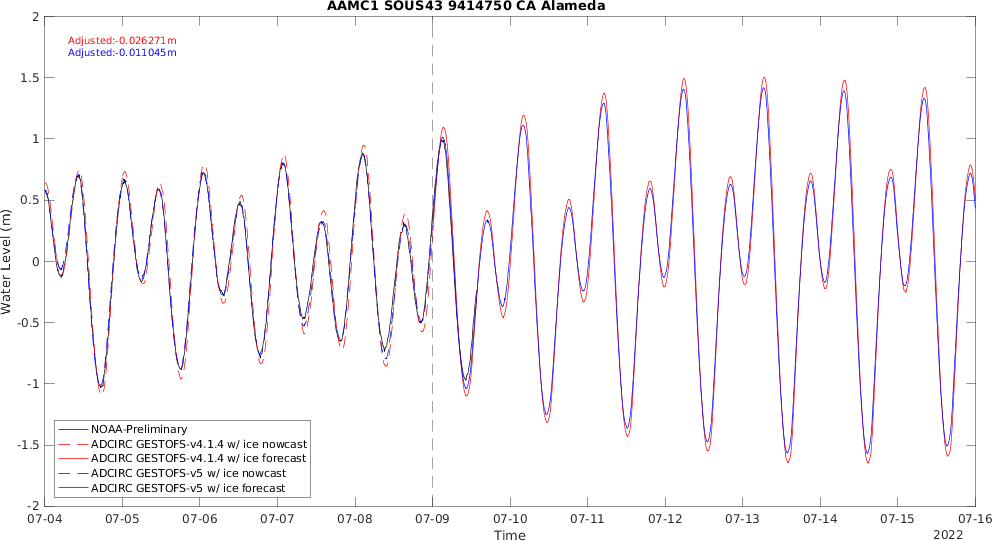 AAMC1 SOUS43 9414750 CA Alameda
Adjusted:-0.026271m
Adjusted:-0.011045m
Water Level (m)
2
1.5
1
0.5
0
-0.5
-1
-1.5
-2
NOAA-Preliminary
ADCIRC GESTOFS-v4.1.4 w/ ice nowcast
ADCIRC GESTOFS-v4.1.4 w/ ice forecast
ADCIRC GESTOFS-v5 w/ ice nowcast
ADCIRC GESTOFS-v5 w/ ice forecast
07-04 07-05 07-06 07-07 07-08 07-09 07-10 07-11 07-12 07-13 07-14 07-15 07-16
Time
2022